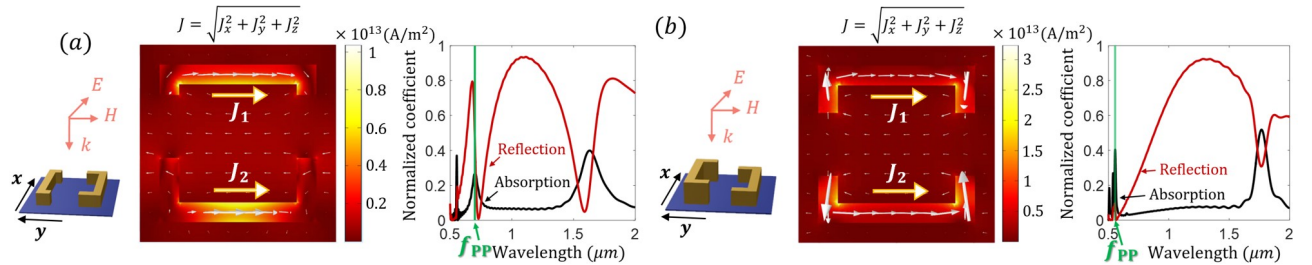 (a)
J = √(J_x^2 + J_y^2 + J_z^2)
× 10^13(A/m^2)
E
H
k
x
y
J_1
J_2
1
0.8
0.6
0.4
0.2
Normalized coefficient
1
0.8
0.6
0.4
0.2
0
Reflection
Absorption
0.5
1
1.5
2
f_PP
Wavelength (μm)
(b)
J = √(J_x^2 + J_y^2 + J_z^2)
× 10^13(A/m^2)
E
H
k
x
y
J_1
J_2
3
2.5
2
1.5
1
0.5
Normalized coefficient
1
0.8
0.6
0.4
0.2
0
Reflection
Absorption
0.5
1
1.5
2
f_PP
Wavelength (μm)